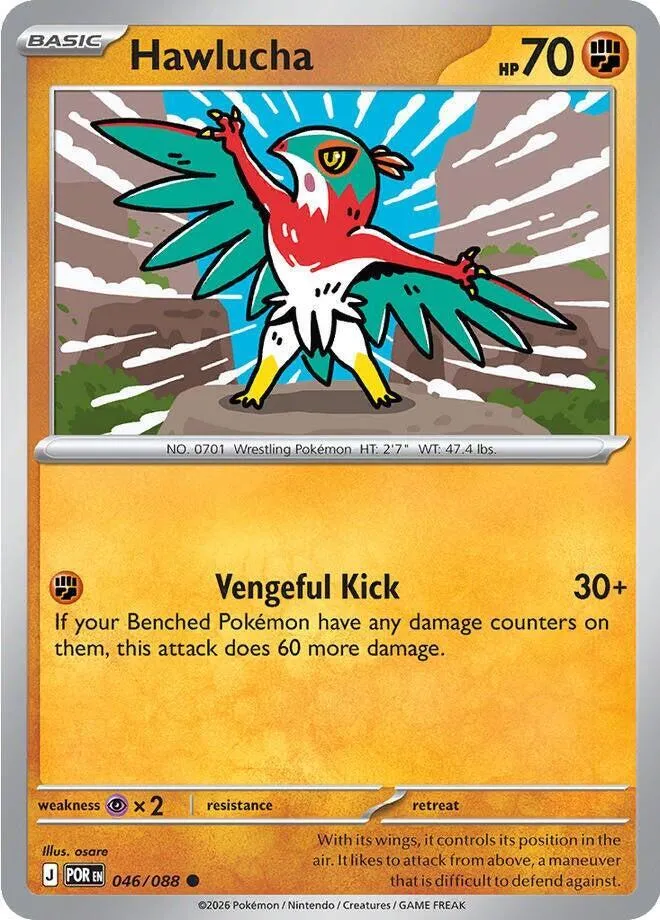 BASIC
Hawlucha
HP 70
NO. 0701 Wrestling Pokémon HT: 2'7" WT: 47.4 lbs.
Vengeful Kick 30+
If your Benched Pokémon have any damage counters on
them, this attack does 60 more damage.
weakness ×2 resistance retreat
Illus. osare
With its wings, it controls its position in the
air. It likes to attack from above, a maneuver
that is difficult to defend against.
J POR EN 046/088
©2026 Pokémon / Nintendo / Creatures / GAME FREAK